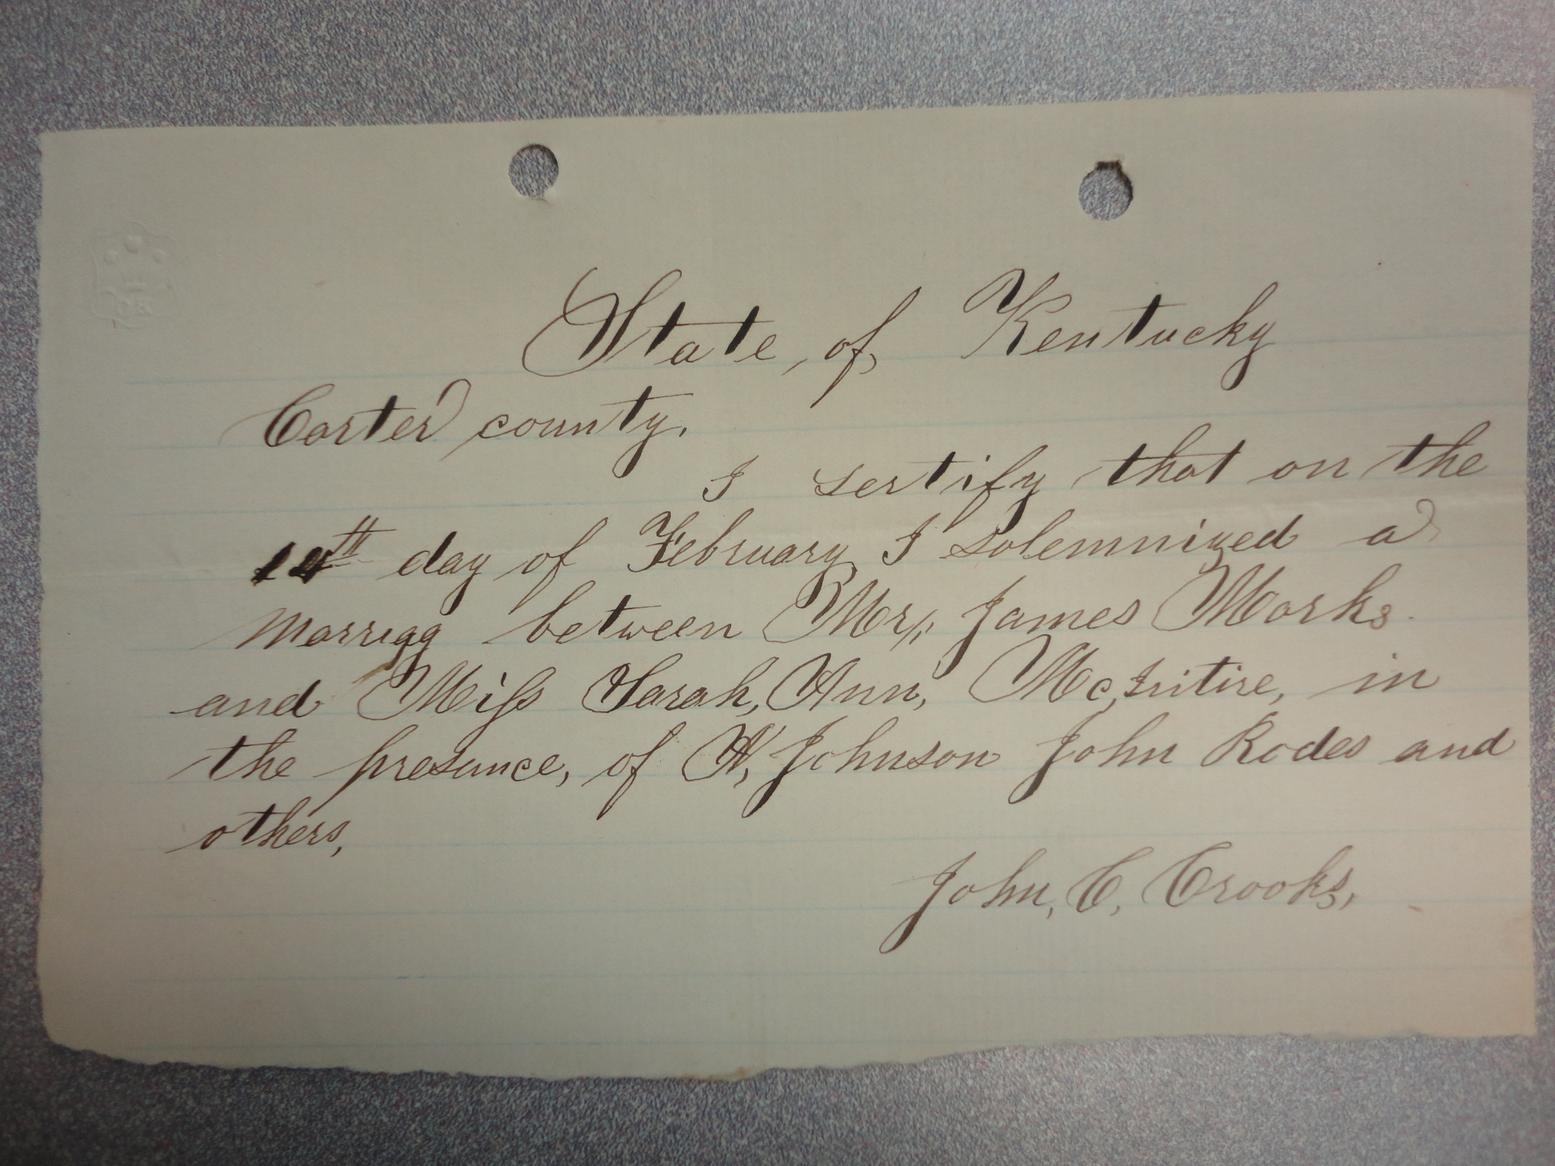 State, of, Kentucky
Carter county,
I sertify that on the
14th day of February I solemnized a
Marrigg between Mr,, James Marks
and Miss Sarah, Ann, McIntire, in
the presance, of A, Johnson John Rodes and
others,
John, C, Crooks,